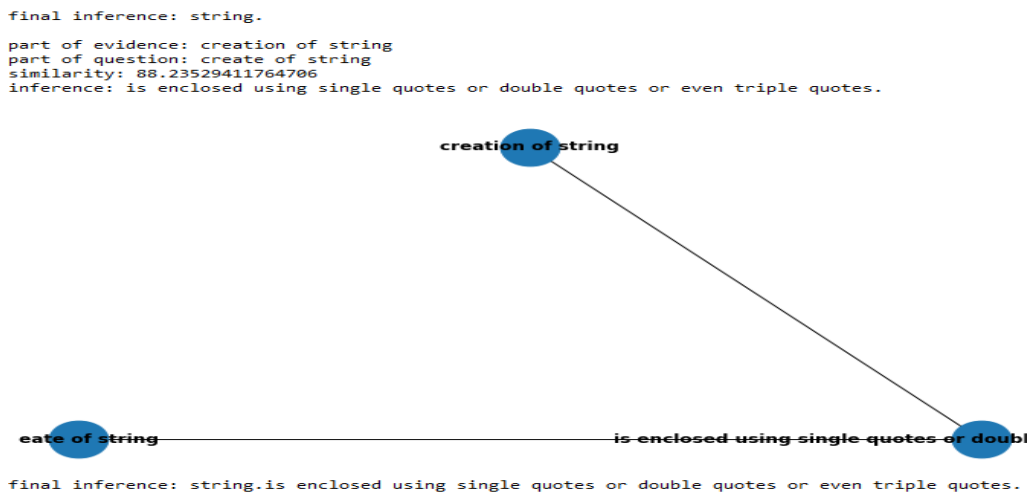 final inference: string.
part of evidence: creation of string
part of question: create of string
similarity: 88.23529411764706
inference: is enclosed using single quotes or double quotes or even triple quotes.
creation of string
eate of string
is enclosed using single quotes or doubl
final inference: string.is enclosed using single quotes or double quotes or even triple quotes.